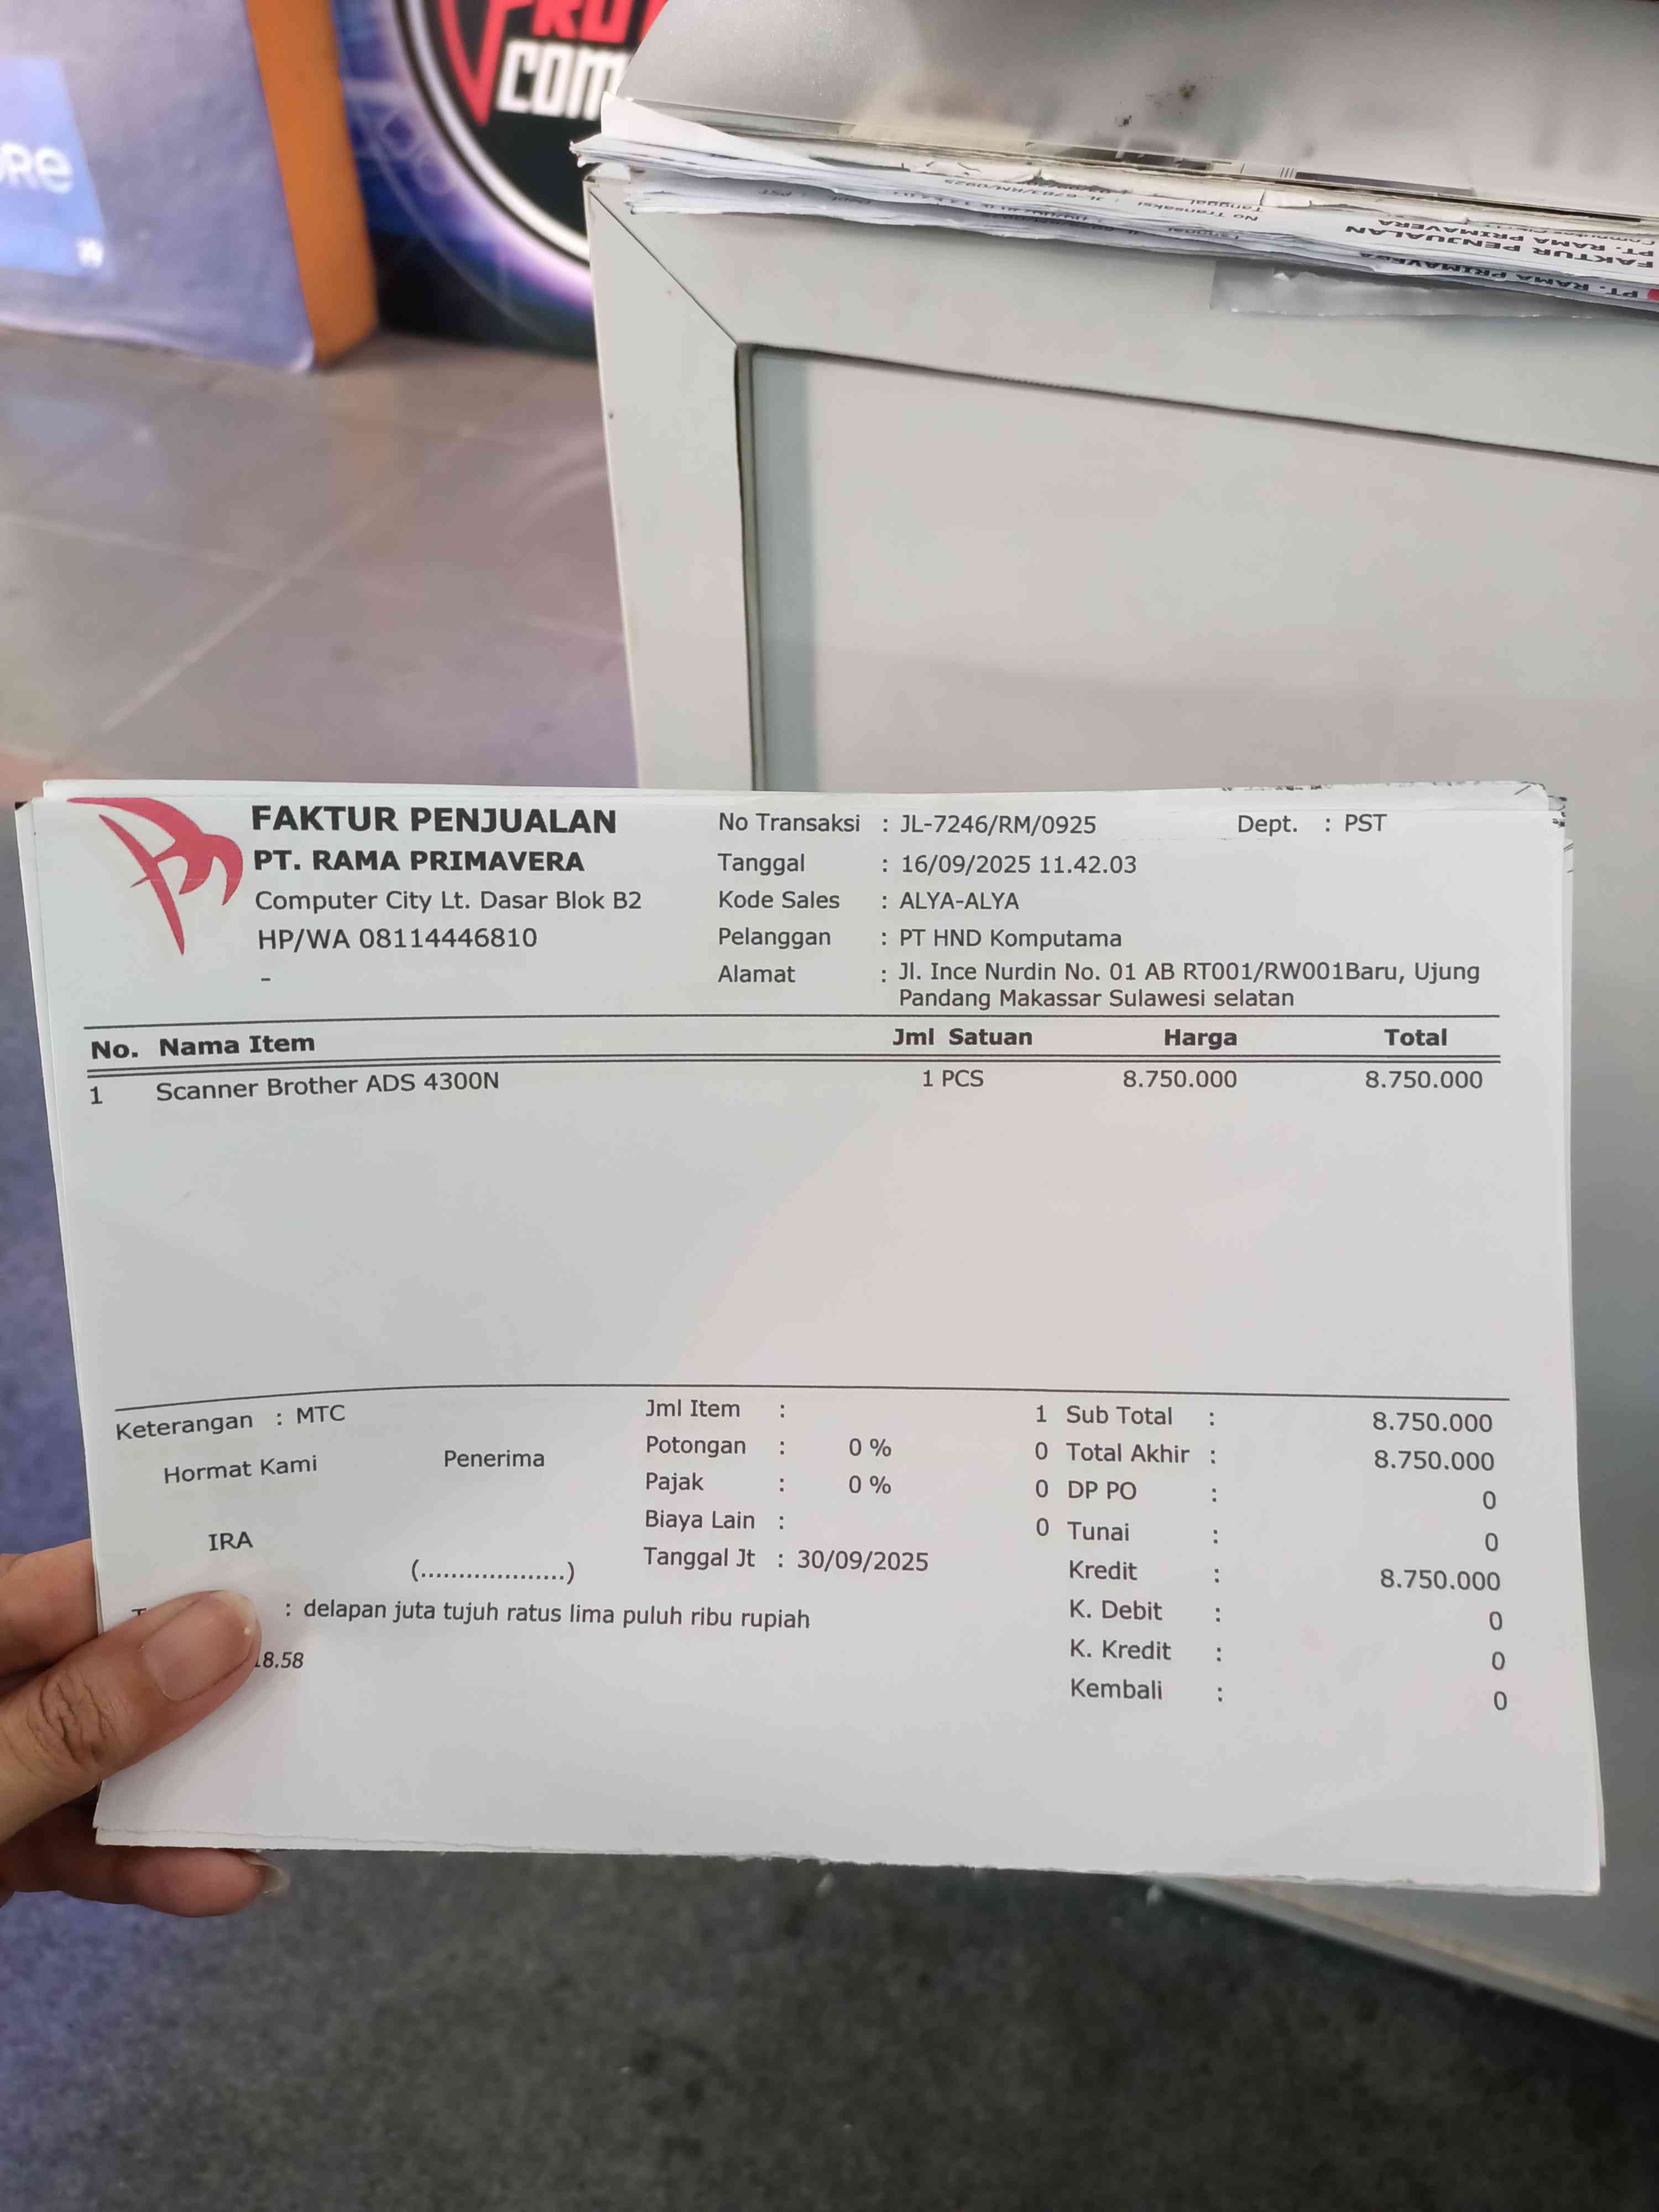 COM
FAKTUR PENJUALAN
PT. RAMA PRIMAVERA
FAKTUR PENJUALAN
PT. RAMA PRIMAVERA
Computer City Lt. Dasar Blok B2
HP/WA 08114446810
-
No Transaksi : JL-7246/RM/0925 Dept. : PST
Tanggal : 16/09/2025 11.42.03
Kode Sales : ALYA-ALYA
Pelanggan : PT HND Komputama
Alamat : Jl. Ince Nurdin No. 01 AB RT001/RW001Baru, Ujung
Pandang Makassar Sulawesi selatan
No. Nama Item Jml Satuan Harga Total
1 Scanner Brother ADS 4300N 1 PCS 8.750.000 8.750.000
Keterangan : MTC
Hormat Kami Penerima
IRA
(...................)
: delapan juta tujuh ratus lima puluh ribu rupiah
18.58
Jml Item : 1
Potongan : 0 % 0
Pajak : 0 % 0
Biaya Lain : 0
Tanggal Jt : 30/09/2025
Sub Total : 8.750.000
Total Akhir : 8.750.000
DP PO : 0
Tunai : 0
Kredit : 8.750.000
K. Debit : 0
K. Kredit : 0
Kembali : 0